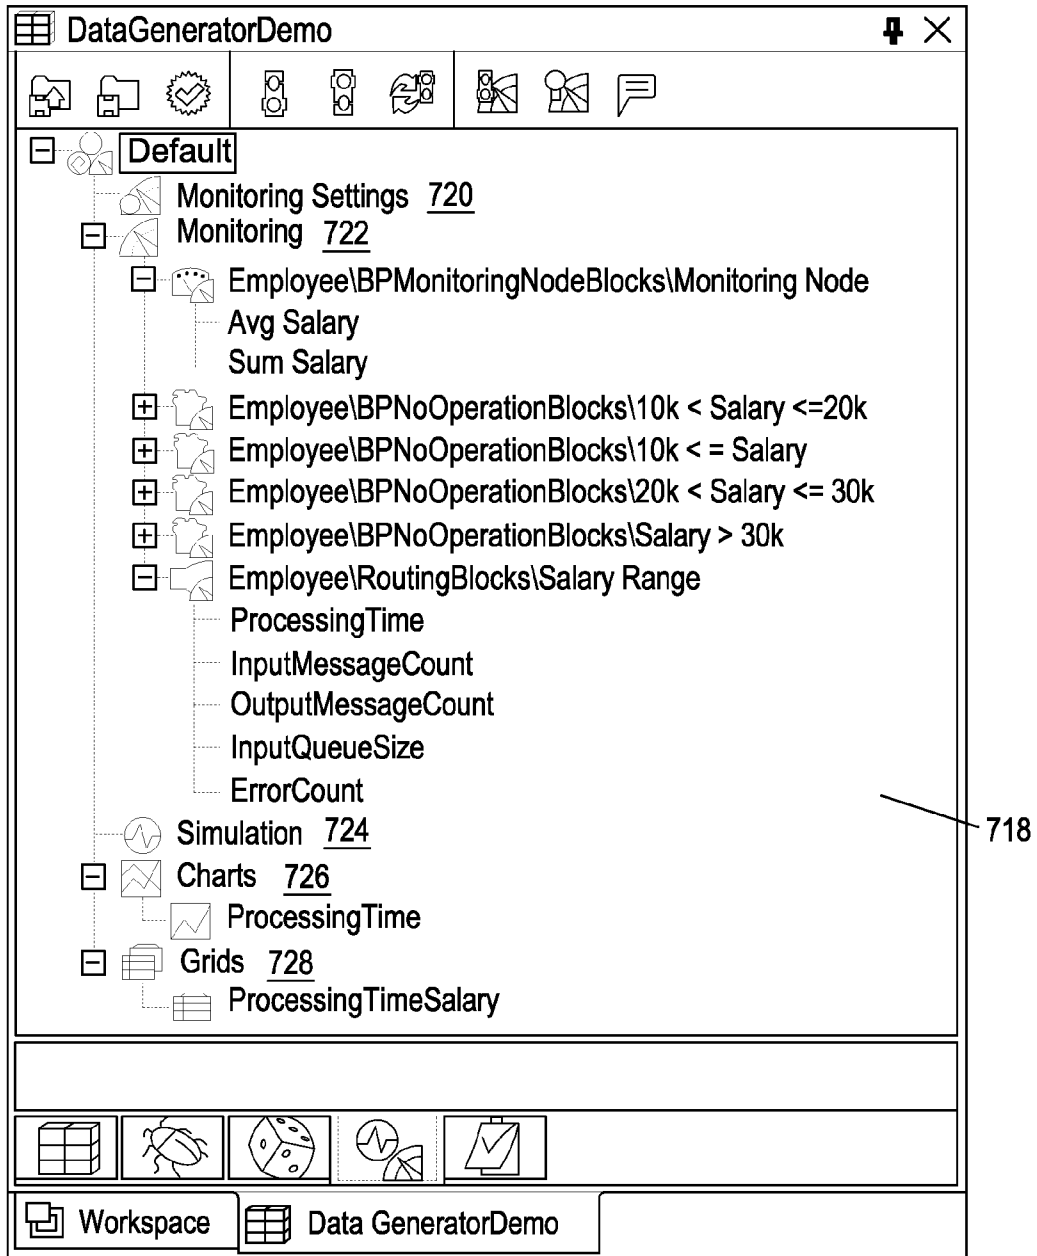 DataGeneratorDemo
Default
Monitoring Settings 720
Monitoring 722
Employee\BPMonitoringNodeBlocks\Monitoring Node
Avg Salary
Sum Salary
Employee\BPNoOperationBlocks\10k < Salary <=20k
Employee\BPNoOperationBlocks\10k < = Salary
Employee\BPNoOperationBlocks\20k < Salary <= 30k
Employee\BPNoOperationBlocks\Salary > 30k
Employee\RoutingBlocks\Salary Range
ProcessingTime
InputMessageCount
OutputMessageCount
InputQueueSize
ErrorCount
718
Simulation 724
Charts 726
ProcessingTime
Grids 728
ProcessingTimeSalary
Workspace Data GeneratorDemo